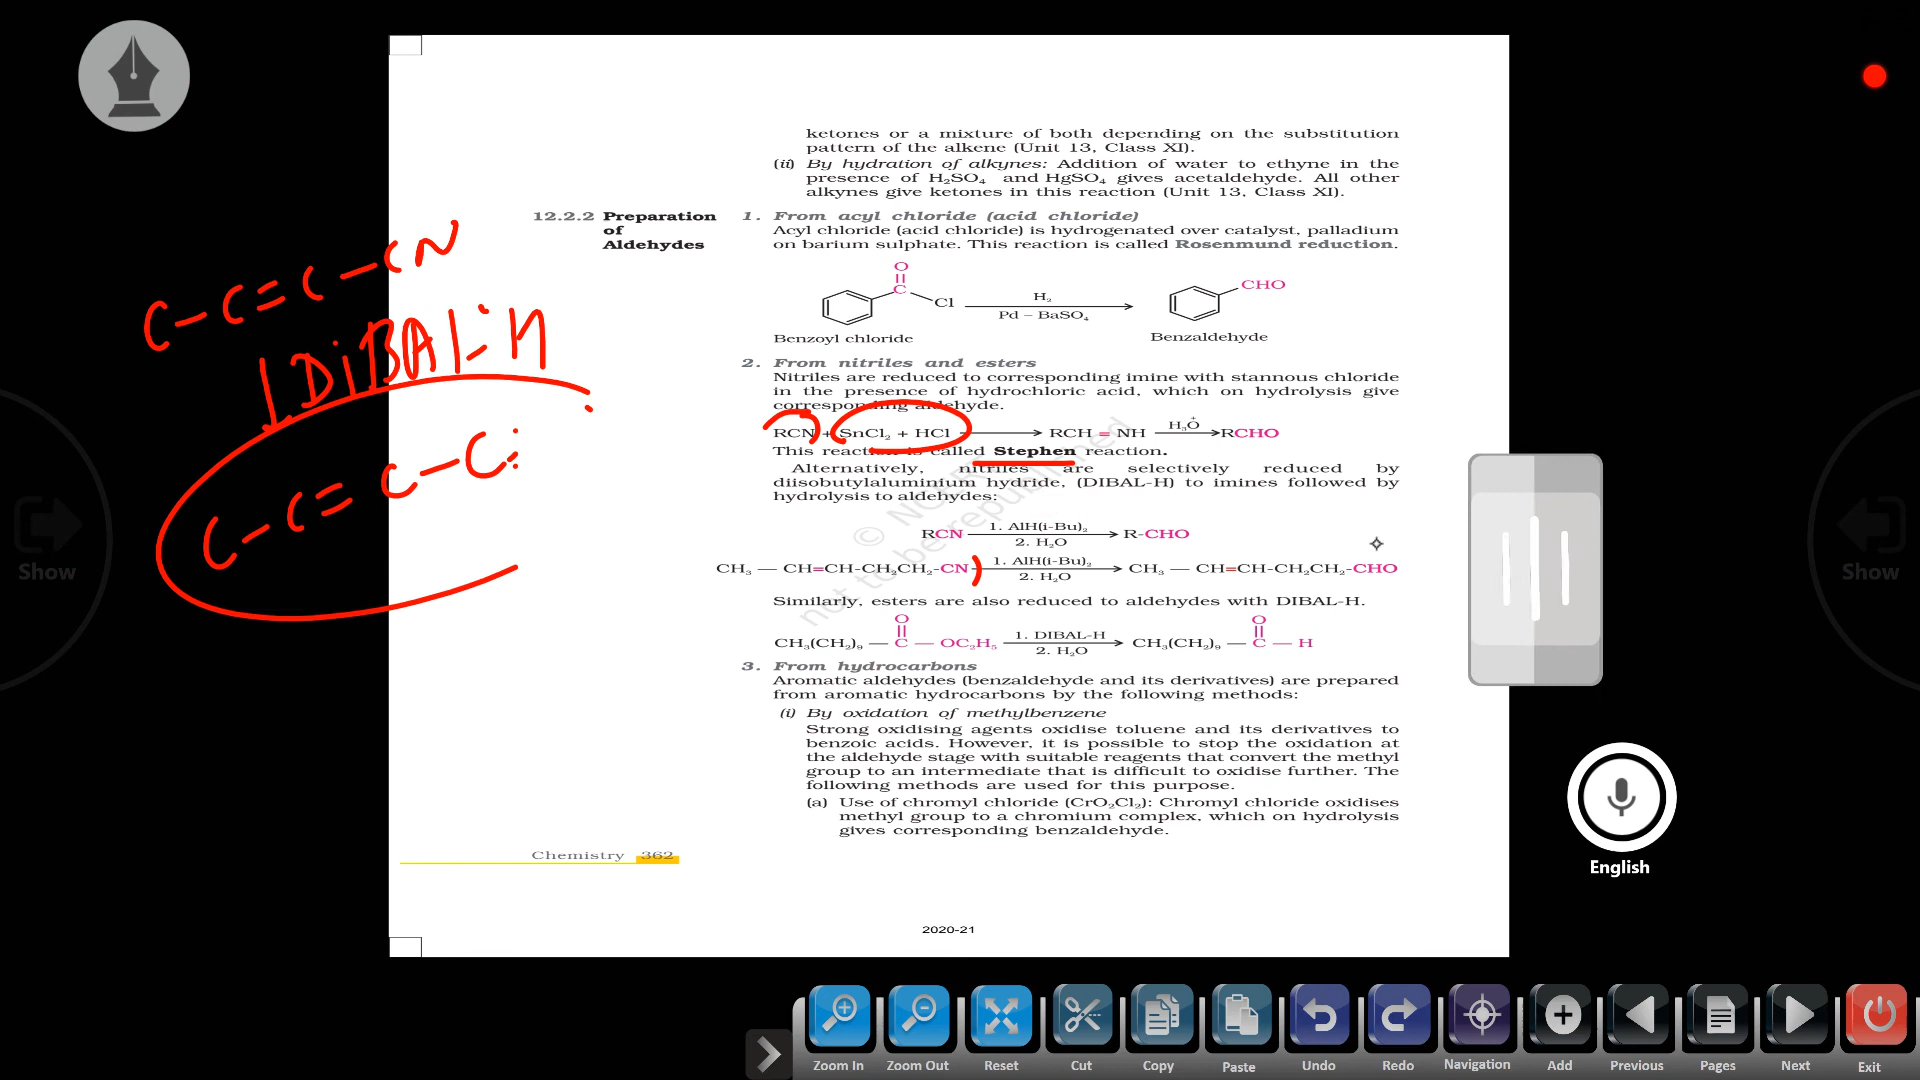 ketones or a mixture of both depending on the substitution
pattern of the alkene (Unit 13, Class XI).
(ii) By hydration of alkynes: Addition of water to ethyne in the
presence of H₂SO₄ and HgSO₄ gives acetaldehyde. All other
alkynes give ketones in this reaction (Unit 13, Class XI).
12.2.2 Preparation
of
Aldehydes
1. From acyl chloride (acid chloride)
Acyl chloride (acid chloride) is hydrogenated over catalyst, palladium
on barium sulphate. This reaction is called Rosenmund reduction.
O
C
Cl
H₂
Pd – BaSO₄
CHO
Benzoyl chloride
Benzaldehyde
C-C=C-CN
1.DiBAl-H
C-C=C-C
2. From nitriles and esters
Nitriles are reduced to corresponding imine with stannous chloride
in the presence of hydrochloric acid, which on hydrolysis give
corresponding aldehyde.
RCN + SnCl₂ + HCl → RCH = NH H₃O⁺ → RCHO
This reaction is called Stephen reaction.
Alternatively, nitriles are selectively reduced by
diisobutylaluminium hydride, (DIBAL-H) to imines followed by
hydrolysis to aldehydes:
RCN 1. AlH(i-Bu)₂ 2. H₂O → R-CHO
CH₃ — CH=CH-CH₂CH₂-CN 1. AlH(i-Bu)₂ 2. H₂O → CH₃ — CH=CH-CH₂CH₂-CHO
Similarly, esters are also reduced to aldehydes with DIBAL-H.
O O
CH₃(CH₂)₉ — C — OC₂H₅ 1. DIBAL-H 2. H₂O → CH₃(CH₂)₉ — C — H
3. From hydrocarbons
Aromatic aldehydes (benzaldehyde and its derivatives) are prepared
from aromatic hydrocarbons by the following methods:
(i) By oxidation of methylbenzene
Strong oxidising agents oxidise toluene and its derivatives to
benzoic acids. However, it is possible to stop the oxidation at
the aldehyde stage with suitable reagents that convert the methyl
group to an intermediate that is difficult to oxidise further. The
following methods are used for this purpose.
(a) Use of chromyl chloride (CrO₂Cl₂): Chromyl chloride oxidises
methyl group to a chromium complex, which on hydrolysis
gives corresponding benzaldehyde.
Chemistry 362
2020-21
not to be republished
Show
Show
English
Zoom In Zoom Out Reset Cut Copy Paste Undo Redo Navigation Add Previous Pages Next Exit